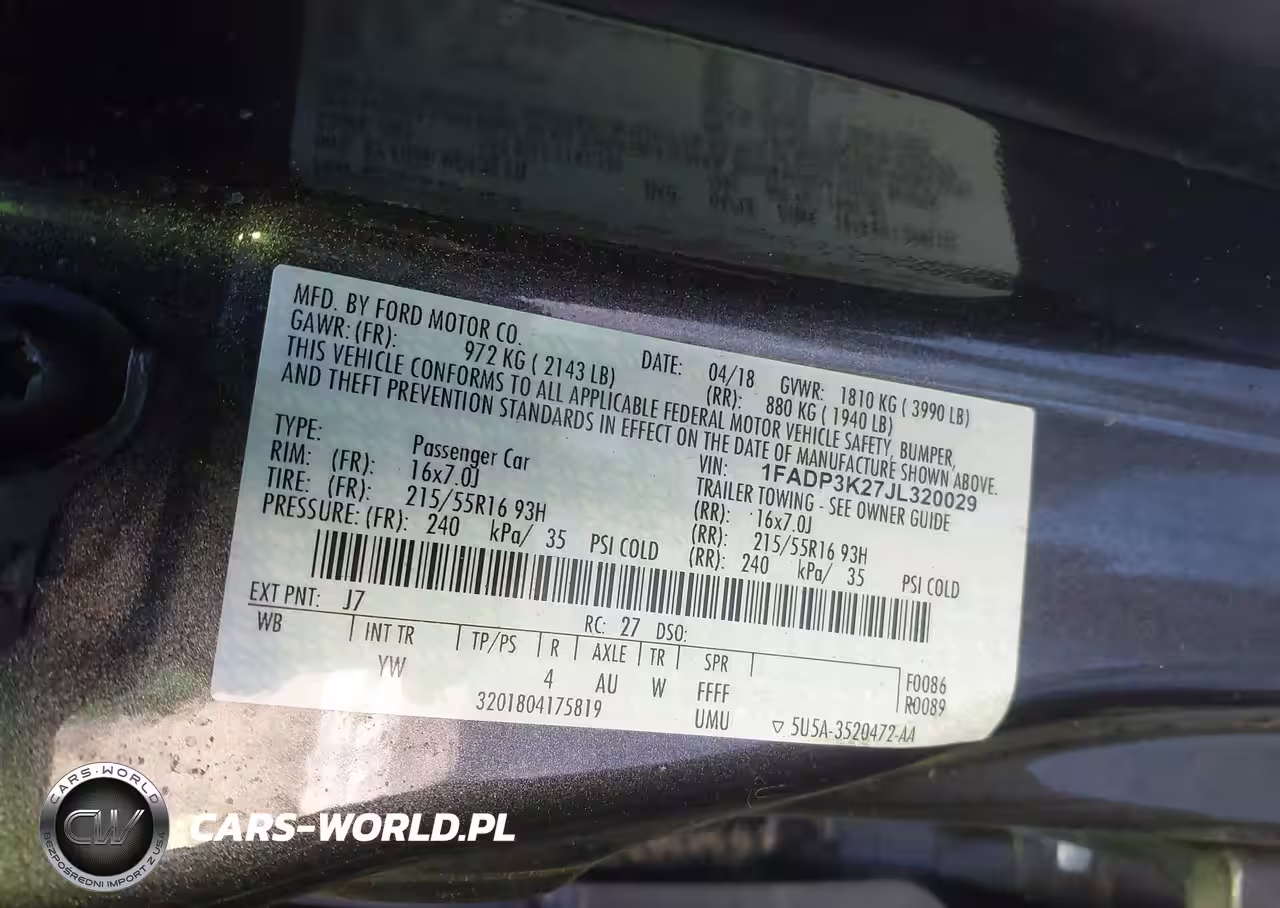 MFD. BY FORD MOTOR CO. DATE: 04/18 GVWR: 1810 KG ( 3990 LB)
GAWR: (FR): 972 KG ( 2143 LB) (RR): 880 KG ( 1940 LB)
THIS VEHICLE CONFORMS TO ALL APPLICABLE FEDERAL MOTOR VEHICLE SAFETY, BUMPER,
AND THEFT PREVENTION STANDARDS IN EFFECT ON THE DATE OF MANUFACTURE SHOWN ABOVE.
VIN: 1FADP3K27JL320029
TYPE: Passenger Car TRAILER TOWING - SEE OWNER GUIDE
RIM: (FR): 16x7.0J (RR): 16x7.0J
TIRE: (FR): 215/55R16 93H (RR): 215/55R16 93H
PRESSURE: (FR): 240 kPa/ 35 PSI COLD (RR): 240 kPa/ 35 PSI COLD
EXT PNT: J7 RC: 27 DSO:
WB INT TR TP/PS R AXLE TR SPR
YW 4 AU W FFFF F0086
R0089
3201804175819 UMU ▽ 5U5A-3520472-AA
CARS-WORLD
CW
BEZPOŚREDNI IMPORT Z USA
CARS-WORLD.PL